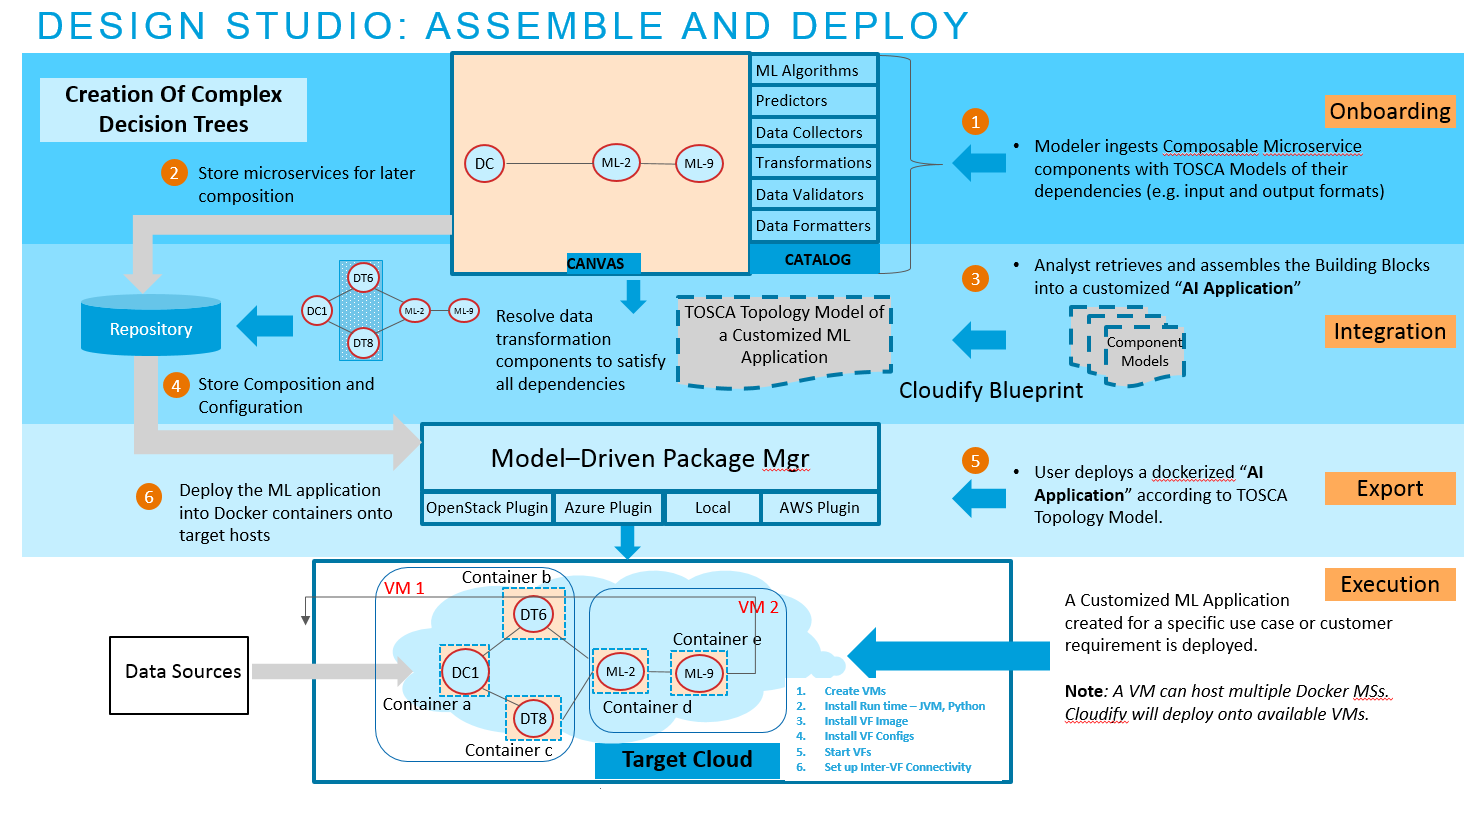 DESIGN STUDIO: ASSEMBLE AND DEPLOY
Creation Of Complex
Decision Trees
2
Store microservices for later
composition
DC
ML-2
ML-9
CANVAS
ML Algorithms
Predictors
Data Collectors
Transformations
Data Validators
Data Formatters
CATALOG
1
Onboarding
• Modeler ingests Composable Microservice
components with TOSCA Models of their
dependencies (e.g. input and output formats)
Repository
DT6
DC1
ML-2
ML-9
DT8
Resolve data
transformation
components to satisfy
all dependencies
TOSCA Topology Model of
a Customized ML
Application
3
• Analyst retrieves and assembles the Building Blocks
into a customized “AI Application”
Integration
Component
Models
Cloudify Blueprint
4
Store Composition and
Configuration
Model–Driven Package Mgr
OpenStack Plugin
Azure Plugin
Local
AWS Plugin
5
• User deploys a dockerized “AI
Application” according to TOSCA
Topology Model.
Export
6
Deploy the ML application
into Docker containers onto
target hosts
Data Sources
VM 1
Container b
DT6
DC1
Container a
DT8
Container c
VM 2
Container e
ML-2
ML-9
Container d
Target Cloud
1. Create VMs
2. Install Run time – JVM, Python
3. Install VF Image
4. Install VF Configs
5. Start VFs
6. Set up Inter-VF Connectivity
Execution
A Customized ML Application
created for a specific use case or customer
requirement is deployed.
Note: A VM can host multiple Docker MSs.
Cloudify will deploy onto available VMs.